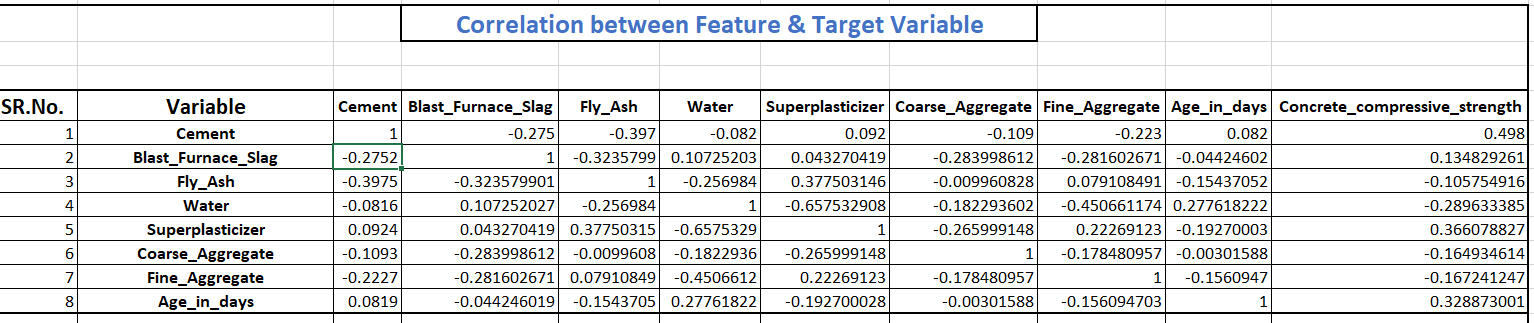 Correlation between Feature & Target Variable
SR.No. Variable Cement Blast_Furnace_Slag Fly_Ash Water Superplasticizer Coarse_Aggregate Fine_Aggregate Age_in_days Concrete_compressive_strength
1 Cement 1 -0.275 -0.397 -0.082 0.092 -0.109 -0.223 0.082 0.498
2 Blast_Furnace_Slag -0.2752 1 -0.3235799 0.10725203 0.043270419 -0.283998612 -0.281602671 -0.04424602 0.134829261
3 Fly_Ash -0.3975 -0.323579901 1 -0.256984 0.377503146 -0.009960828 0.079108491 -0.15437052 -0.105754916
4 Water -0.0816 0.107252027 -0.256984 1 -0.657532908 -0.182293602 -0.450661174 0.277618222 -0.289633385
5 Superplasticizer 0.0924 0.043270419 0.37750315 -0.6575329 1 -0.265999148 0.22269123 -0.19270003 0.366078827
6 Coarse_Aggregate -0.1093 -0.283998612 -0.0099608 -0.1822936 -0.265999148 1 -0.178480957 -0.00301588 -0.164934614
7 Fine_Aggregate -0.2227 -0.281602671 0.07910849 -0.4506612 0.22269123 -0.178480957 1 -0.1560947 -0.167241247
8 Age_in_days 0.0819 -0.044246019 -0.1543705 0.27761822 -0.192700028 -0.00301588 -0.156094703 1 0.328873001